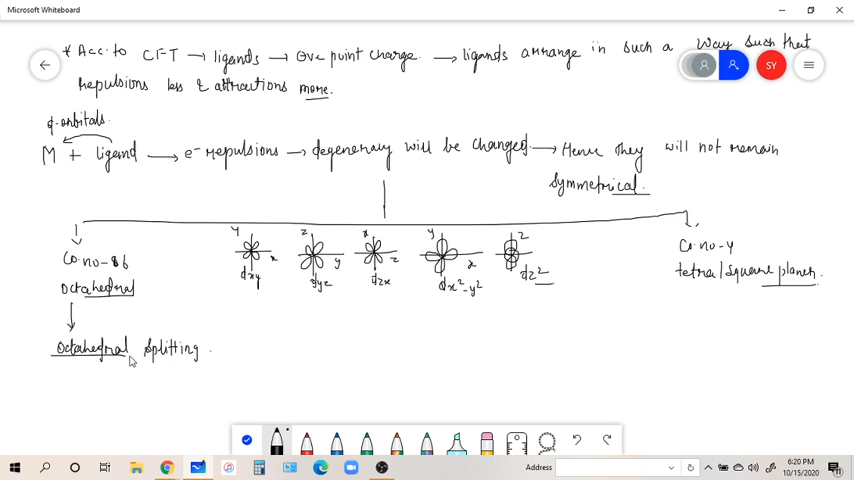 Microsoft Whiteboard
* Acc. to CFT → ligands → -ve point charge. → ligands arrange in such a way such that
repulsions less & attractions more.
d-orbitals.
M + ligand → e- repulsions → degeneracy will be changed. → Hence they will not remain
symmetrical.
Co. no - 6
Octahedral
Octahedral Splitting.
y
x
dxy
z
y
dyz
x
z
dzx
y
x
dx²-y²
z
dz²
Co. no - 4
tetra/square planar.
SY
Address
6:20 PM
10/15/2020